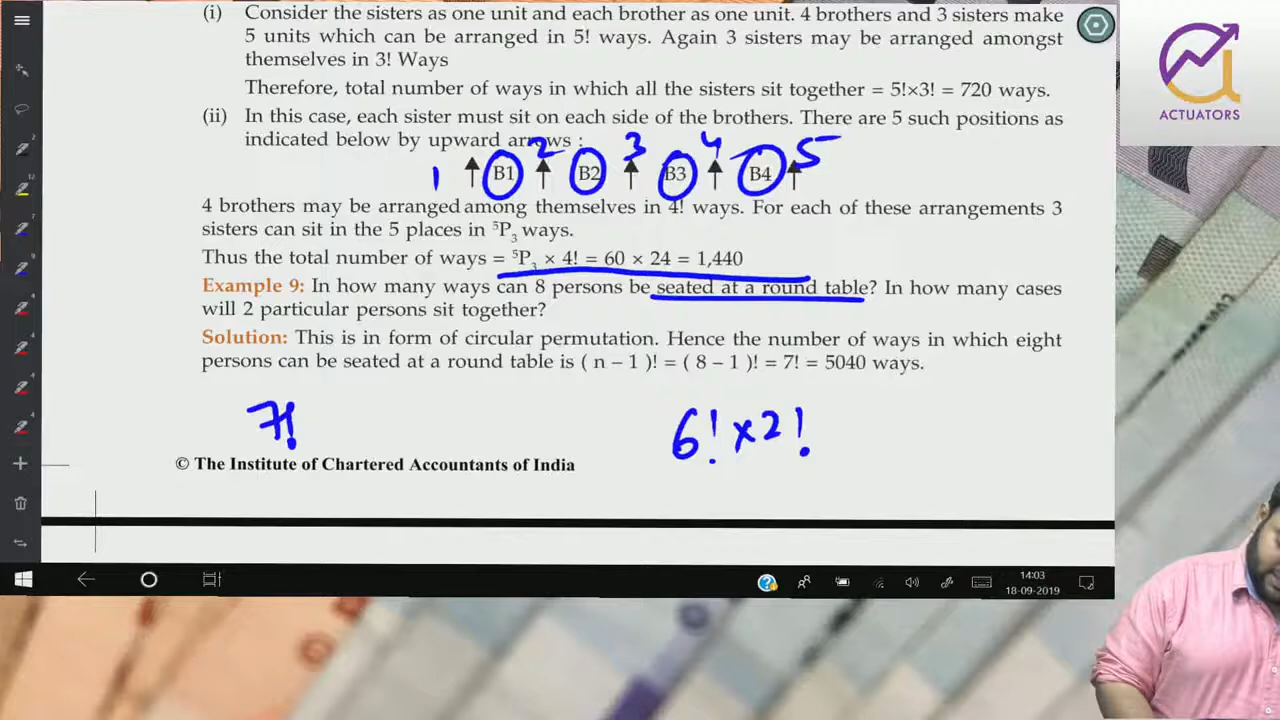 (i) Consider the sisters as one unit and each brother as one unit. 4 brothers and 3 sisters make
5 units which can be arranged in 5! ways. Again 3 sisters may be arranged amongst
themselves in 3! Ways
Therefore, total number of ways in which all the sisters sit together = 5!×3! = 720 ways.
(ii) In this case, each sister must sit on each side of the brothers. There are 5 such positions as
indicated below by upward arrows :
1 ↑ B1 2 ↑ B2 3 ↑ B3 4 ↑ B4 5 ↑
4 brothers may be arranged among themselves in 4! ways. For each of these arrangements 3
sisters can sit in the 5 places in ⁵P₃ ways.
Thus the total number of ways = ⁵P₃ × 4! = 60 × 24 = 1,440
Example 9: In how many ways can 8 persons be seated at a round table? In how many cases
will 2 particular persons sit together?
Solution: This is in form of circular permutation. Hence the number of ways in which eight
persons can be seated at a round table is ( n – 1 )! = ( 8 – 1 )! = 7! = 5040 ways.
7! 6! × 2!
© The Institute of Chartered Accountants of India
ACTUATORS
14:03
18-09-2019